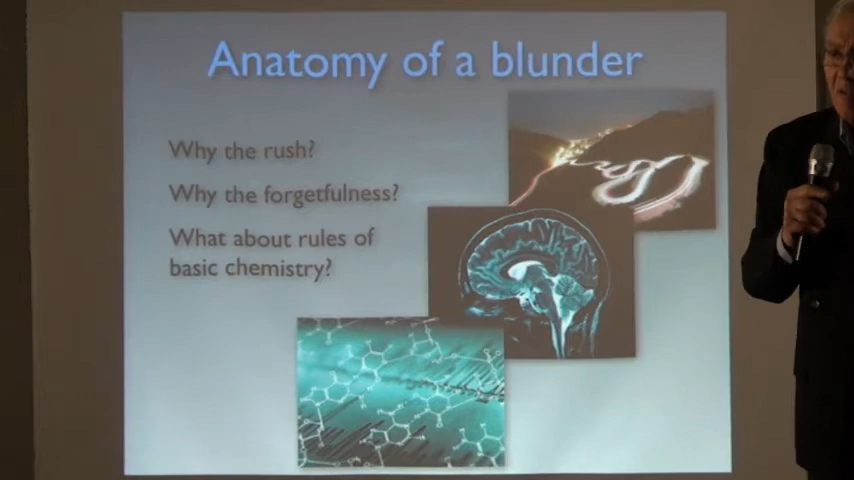 Anatomy of a blunder
Why the rush?
Why the forgetfulness?
What about rules of
basic chemistry?